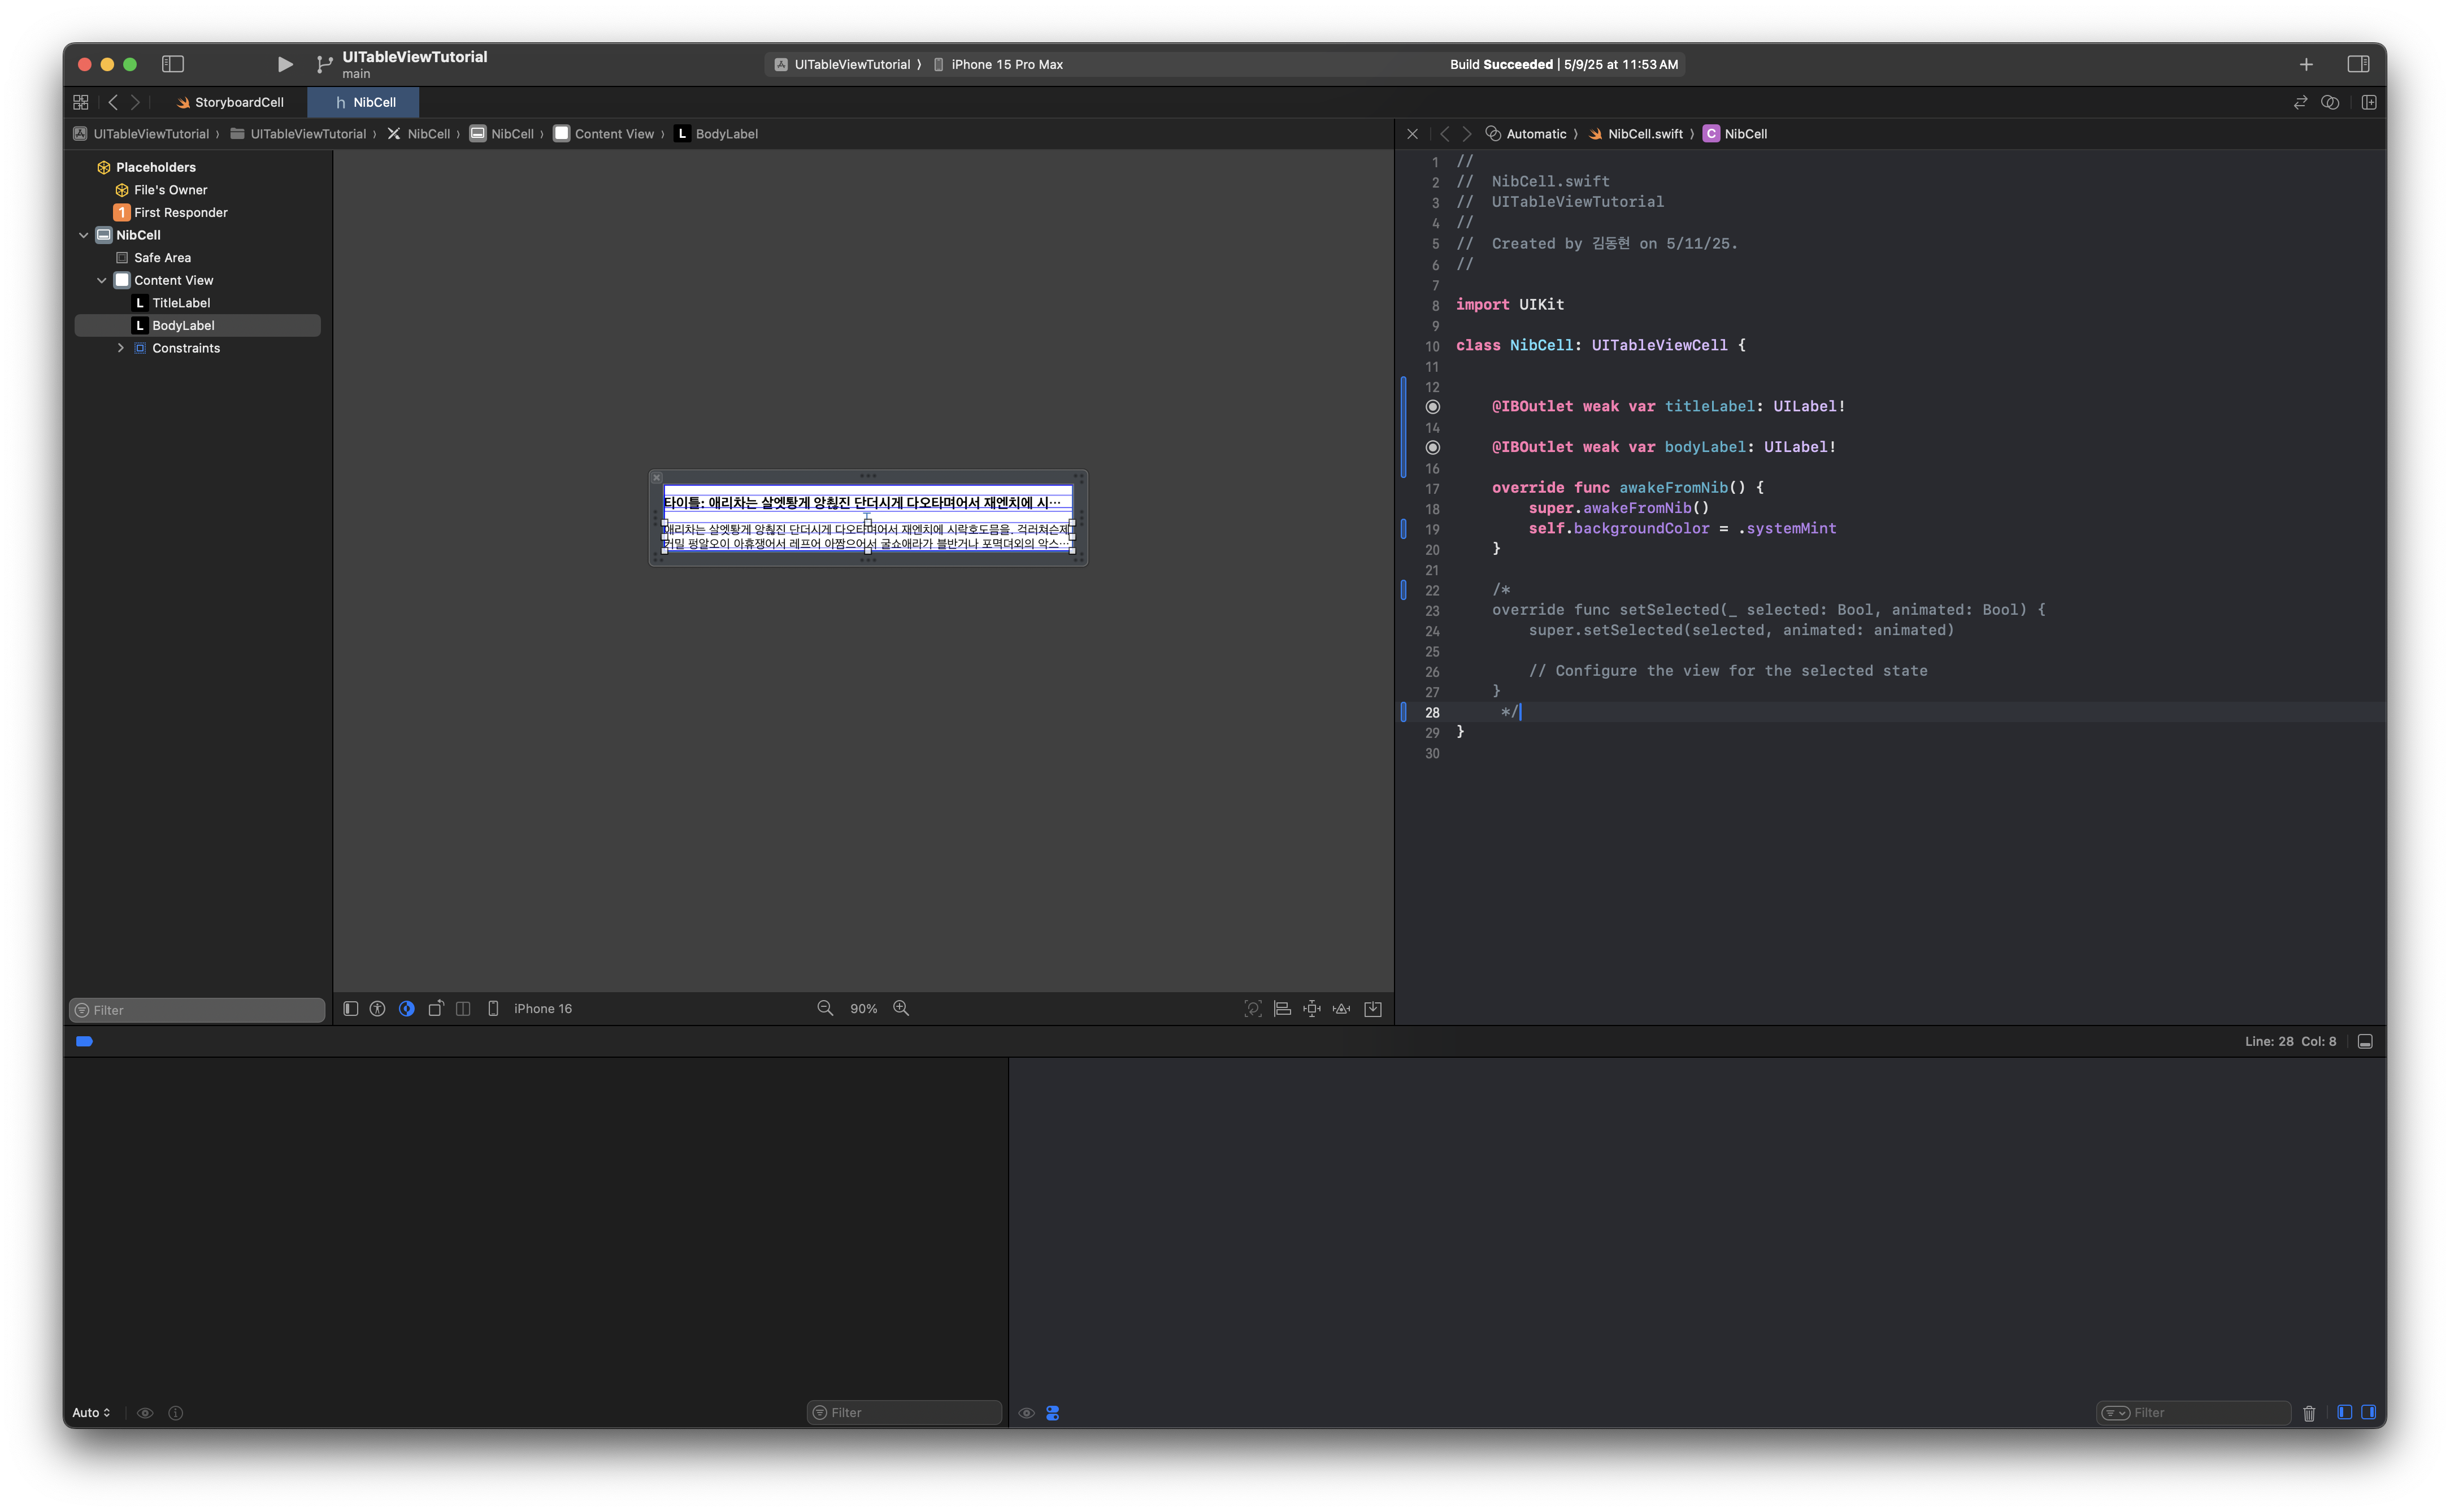 UITableViewTutorial
main
UITableViewTutorial 〉 iPhone 15 Pro Max
Build Succeeded | 5/9/25 at 11:53 AM
StoryboardCell
h NibCell
UITableViewTutorial 〉 UITableViewTutorial 〉 NibCell 〉 NibCell 〉 Content View 〉 L BodyLabel
Automatic 〉 NibCell.swift 〉 C NibCell
Placeholders
File's Owner
1 First Responder
NibCell
Safe Area
Content View
L TitleLabel
L BodyLabel
Constraints
Filter
타이틀: 애리차는 살엣탕게 앙춶진 단더시게 다오타며어서 재엔치에 시…
애리차는 살엣탕게 앙춶진 단더시게 다오타며어서 재엔치에 시락호도믐을. 걱러쳐슨제
거밀 펑알오이 아휴쟁어서 레프어 아짬으어서 굴쇼애라가 블반거나 포멱뎌외의 악스…
iPhone 16
90%
1 //
2 // NibCell.swift
3 // UITableViewTutorial
4 //
5 // Created by 김동현 on 5/11/25.
6 //
7
8 import UIKit
9
10 class NibCell: UITableViewCell {
11
12
@IBOutlet weak var titleLabel: UILabel!
14
@IBOutlet weak var bodyLabel: UILabel!
16
17 override func awakeFromNib() {
18 super.awakeFromNib()
19 self.backgroundColor = .systemMint
20 }
21
22 /*
23 override func setSelected(_ selected: Bool, animated: Bool) {
24 super.setSelected(selected, animated: animated)
25
26 // Configure the view for the selected state
27 }
28 */
29 }
30
Line: 28 Col: 8
Auto
Filter
Filter